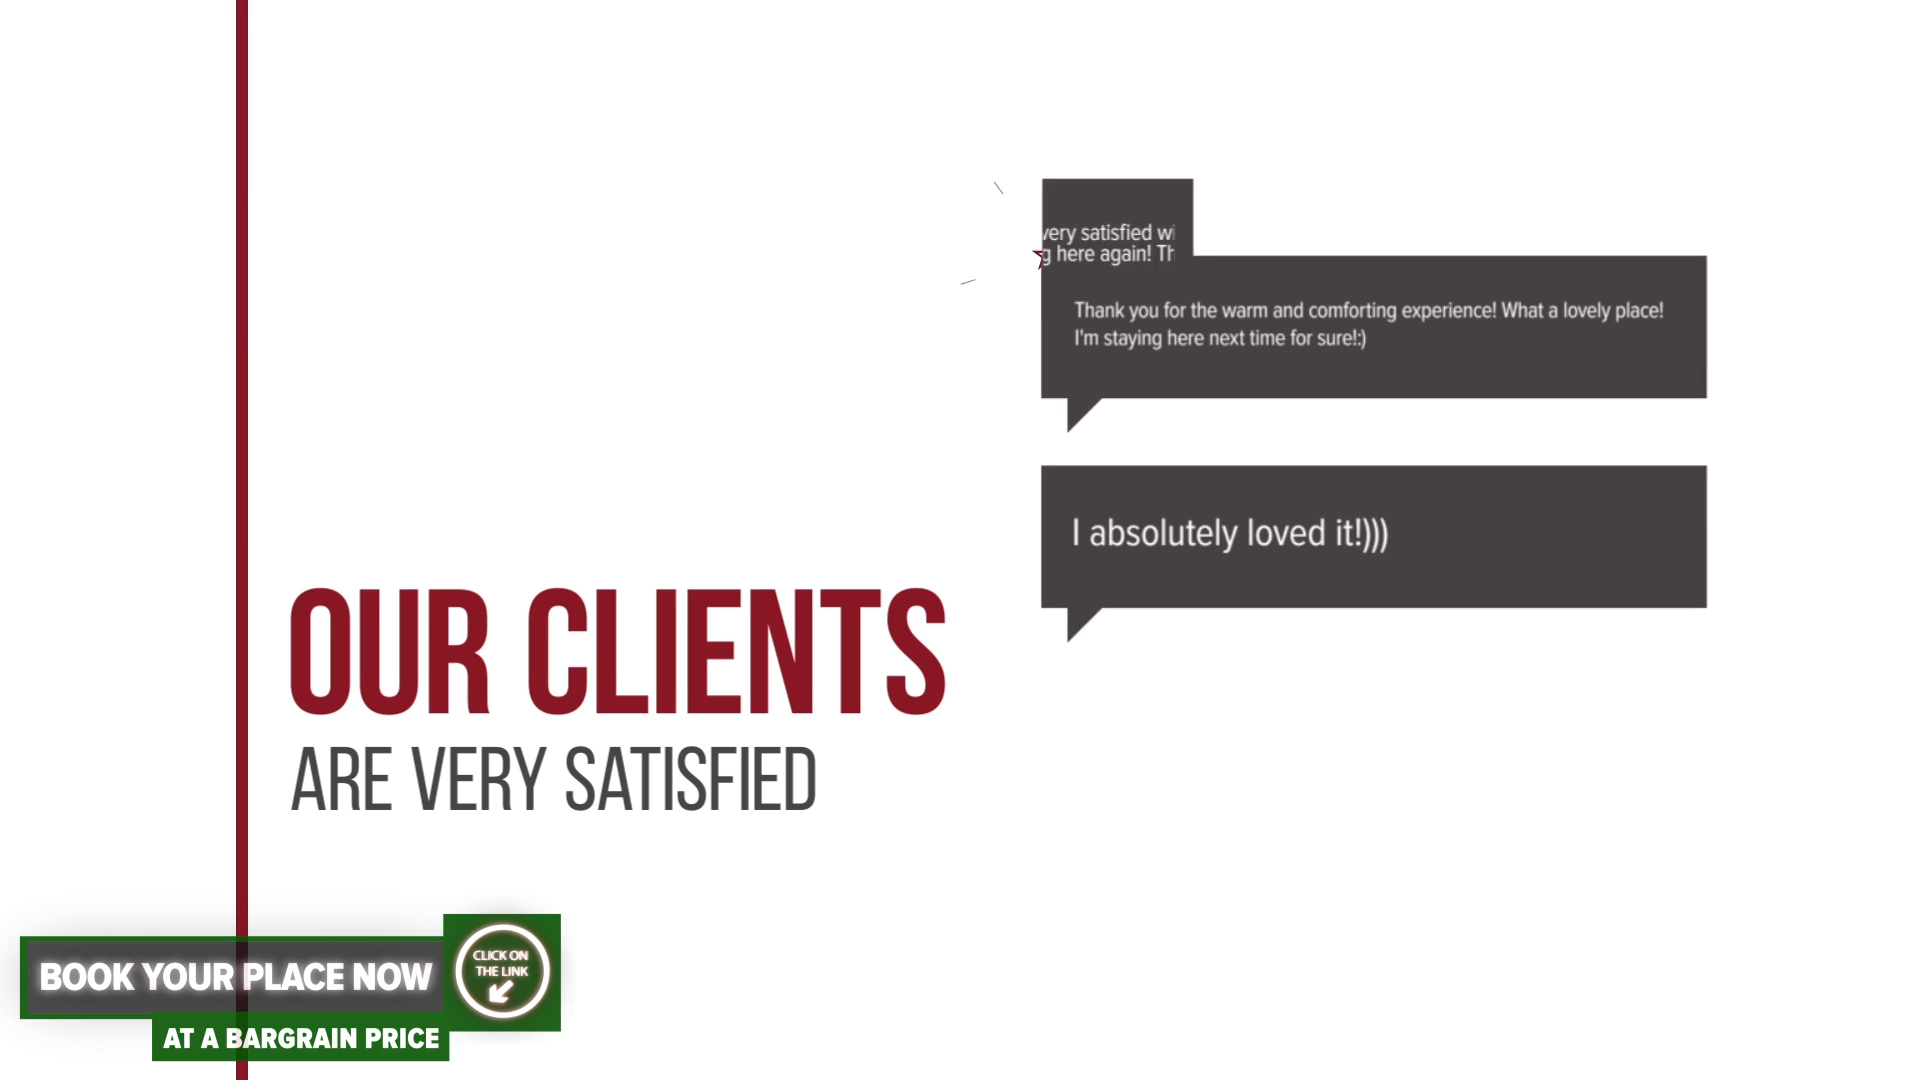 very satisfied wi
g here again! Th
Thank you for the warm and comforting experience! What a lovely place!
I'm staying here next time for sure!:)
I absolutely loved it!)))
OUR CLIENTS
ARE VERY SATISFIED
BOOK YOUR PLACE NOW
CLICK ON
THE LINK
AT A BARGRAIN PRICE